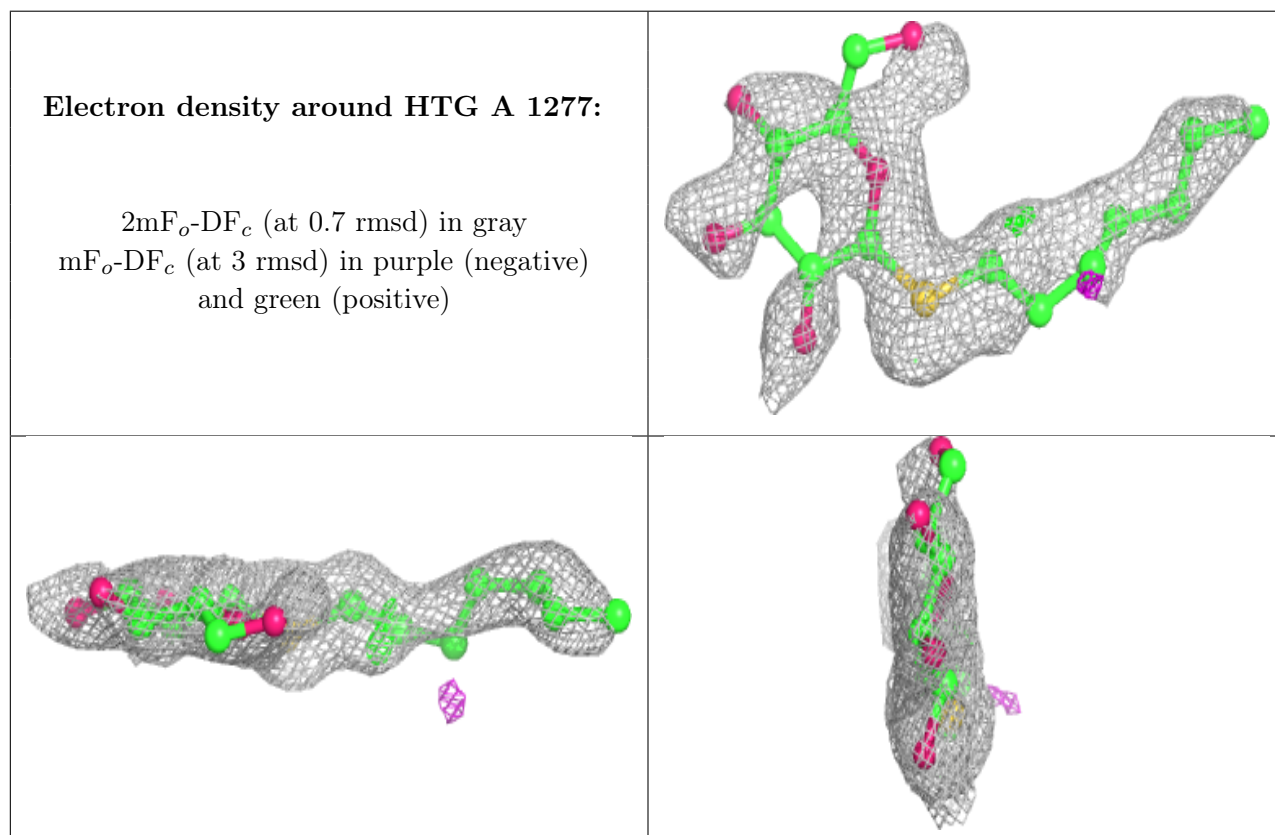 Electron density around HTG A 1277:
2mFo-DFc (at 0.7 rmsd) in gray
mFo-DFc (at 3 rmsd) in purple (negative)
and green (positive)